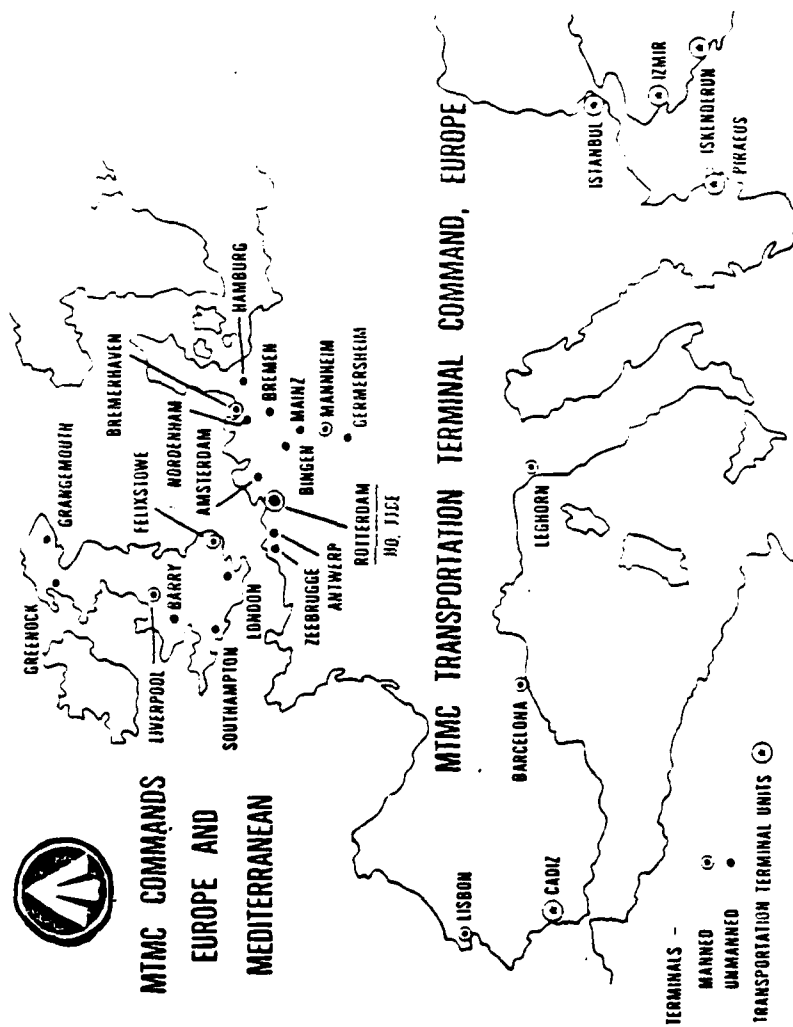 MTMC COMMANDS
EUROPE AND
MEDITERRANEAN
GREENOCK
GRANGEMOUTH
LIVERPOOL
BARRY
SOUTHAMPTON
FELIXSTOWE
LONDON
ZEEBRUGGE
ANTWERP
ROTTERDAM
HQ, TTCE
BREMERHAVEN
NORDENHAM
AMSTERDAM
HAMBURG
BREMEN
BINGEN
MAINZ
MANNHEIM
GERMERSHEIM
MTMC TRANSPORTATION TERMINAL COMMAND, EUROPE
LISBON
CADIZ
BARCELONA
LEGHORN
ISTANBUL
IZMIR
ISKENDERUN
PIRAEUS
TERMINALS -
MANNED
UNMANNED
TRANSPORTATION TERMINAL UNITS